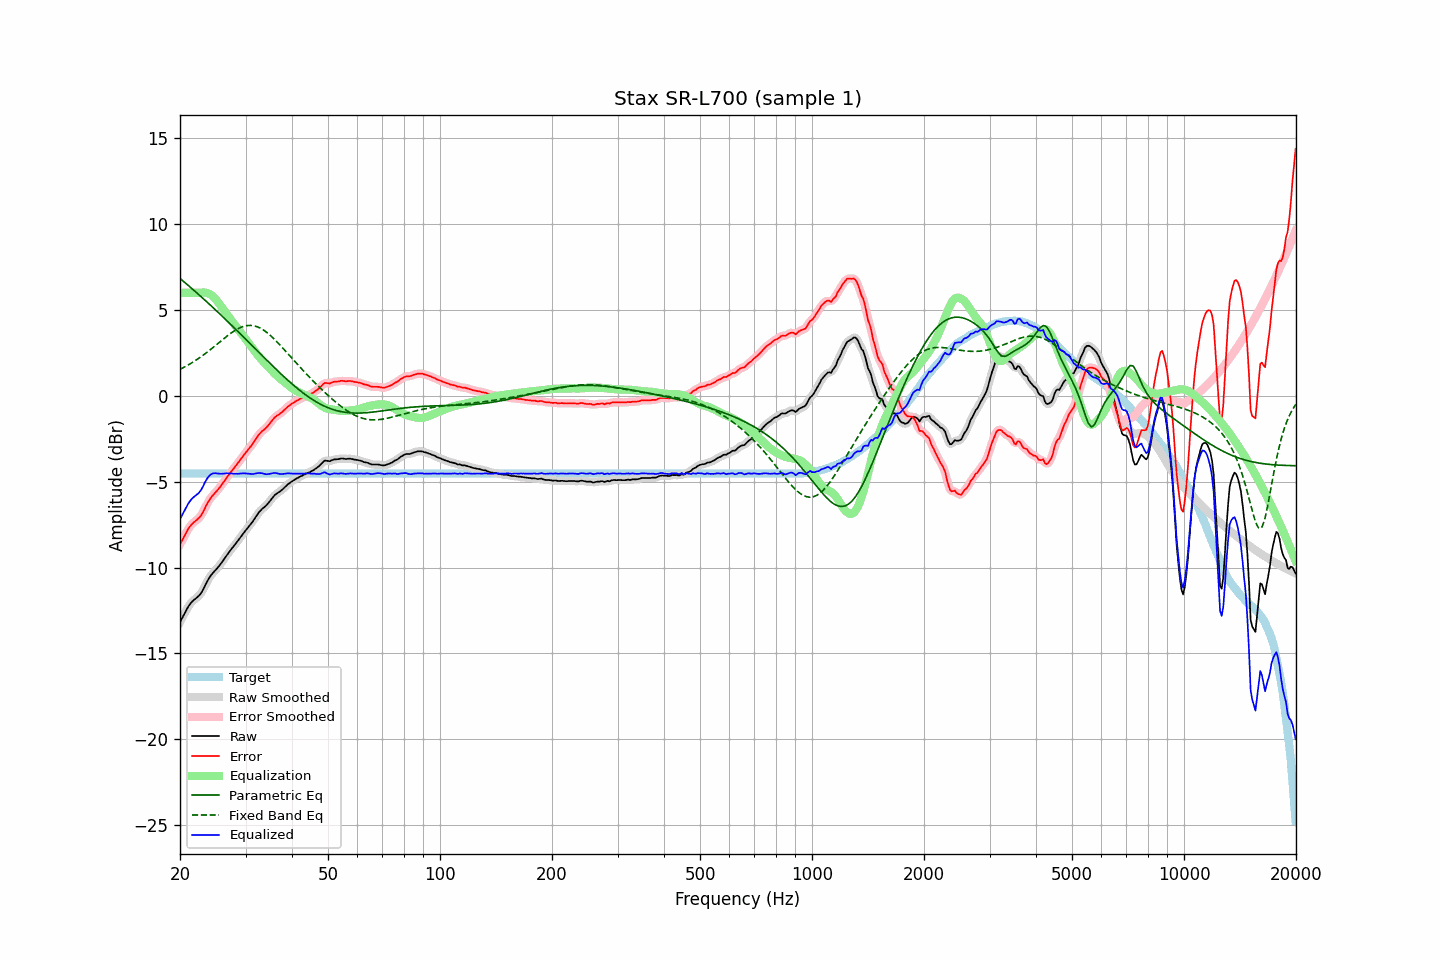 Stax SR-L700 (sample 1)
Amplitude (dBr)
15
10
5
0
−5
−10
−15
−20
−25
Target
Raw Smoothed
Error Smoothed
Raw
Error
Equalization
Parametric Eq
Fixed Band Eq
Equalized
20 50 100 200 500 1000 2000 5000 10000 20000
Frequency (Hz)